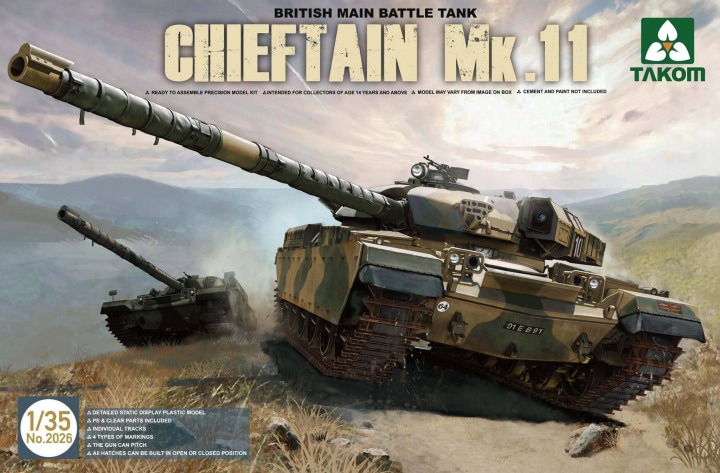 BRITISH MAIN BATTLE TANK
CHIEFTAIN Mk.11
TAKOM
READY TO ASSEMBLE PRECISION MODEL KIT INTENDED FOR COLLECTORS OF AGE 14 YEARS AND ABOVE MODEL MAY VARY FROM IMAGE ON BOX CEMENT AND PAINT NOT INCLUDED
10
64
01 EB 91
1/35
No.2026
DETAILED STATIC DISPLAY PLASTIC MODEL
PE & CLEAR PARTS INCLUDED
INDIVIDUAL TRACKS
4 TYPES OF MARKINGS
THE GUN CAN PITCH
All HATCHES CAN BE BUILT IN OPEN OR CLOSED POSITION